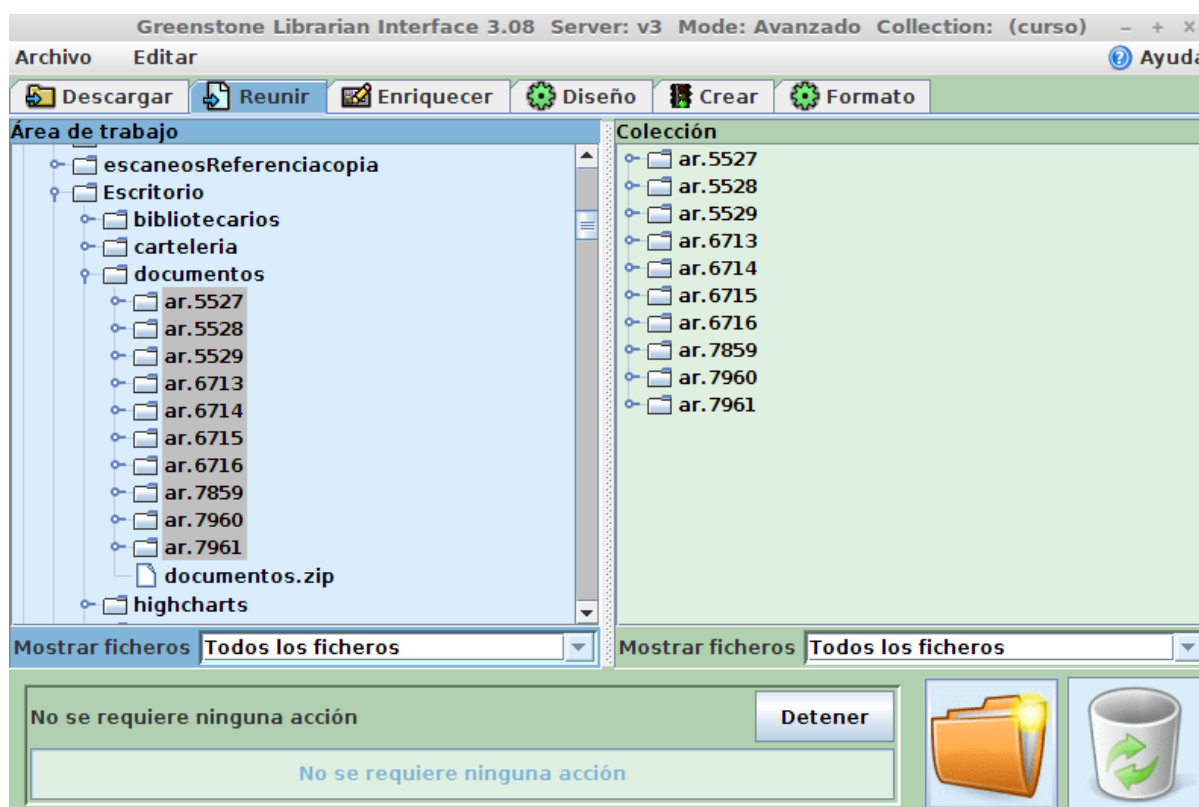 Greenstone Librarian Interface 3.08 Server: v3 Mode: Avanzado Collection: (curso)
Archivo Editar Ayuda
Descargar Reunir Enriquecer Diseño Crear Formato
Área de trabajo
escaneosReferenciacopia
Escritorio
bibliotecarios
carteleria
documentos
ar.5527
ar.5528
ar.5529
ar.6713
ar.6714
ar.6715
ar.6716
ar.7859
ar.7960
ar.7961
documentos.zip
highcharts
Mostrar ficheros Todos los ficheros
Colección
ar.5527
ar.5528
ar.5529
ar.6713
ar.6714
ar.6715
ar.6716
ar.7859
ar.7960
ar.7961
Mostrar ficheros Todos los ficheros
No se requiere ninguna acción Detener
No se requiere ninguna acción